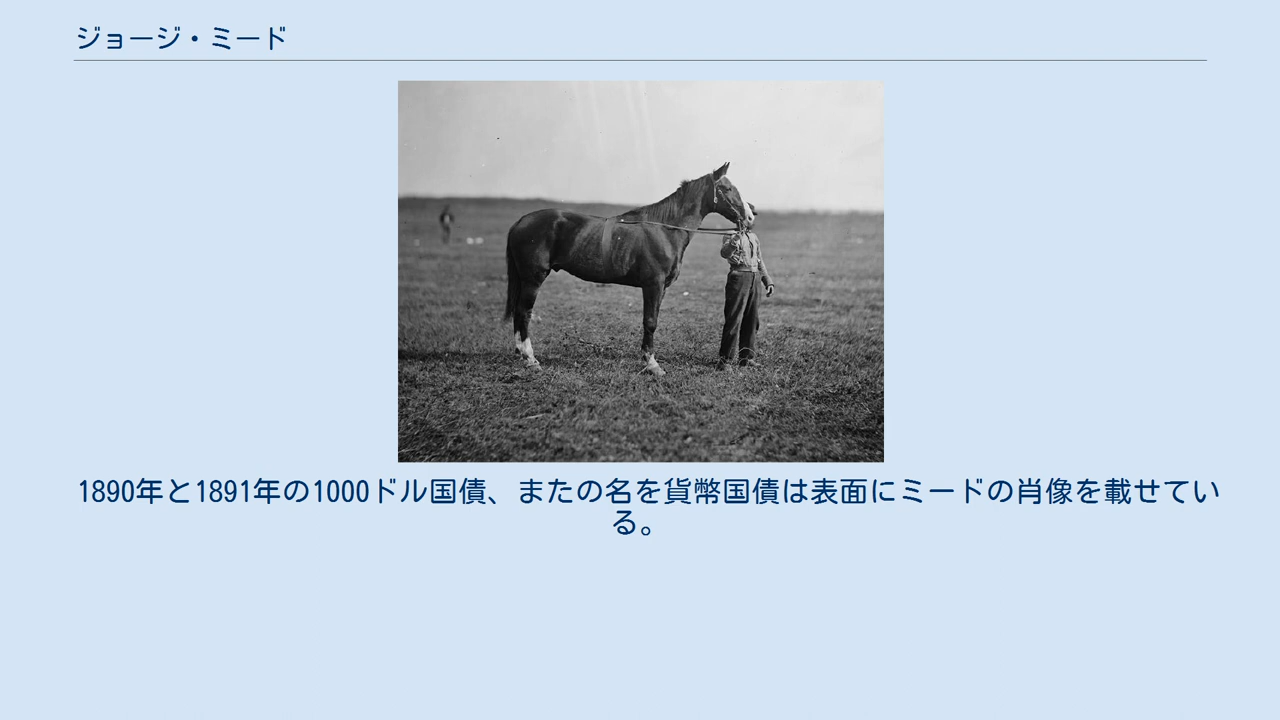 ジョージ・ミード
1890年と1891年の1000ドル国債、またの名を貨幣国債は表面にミードの肖像を載せてい
る。